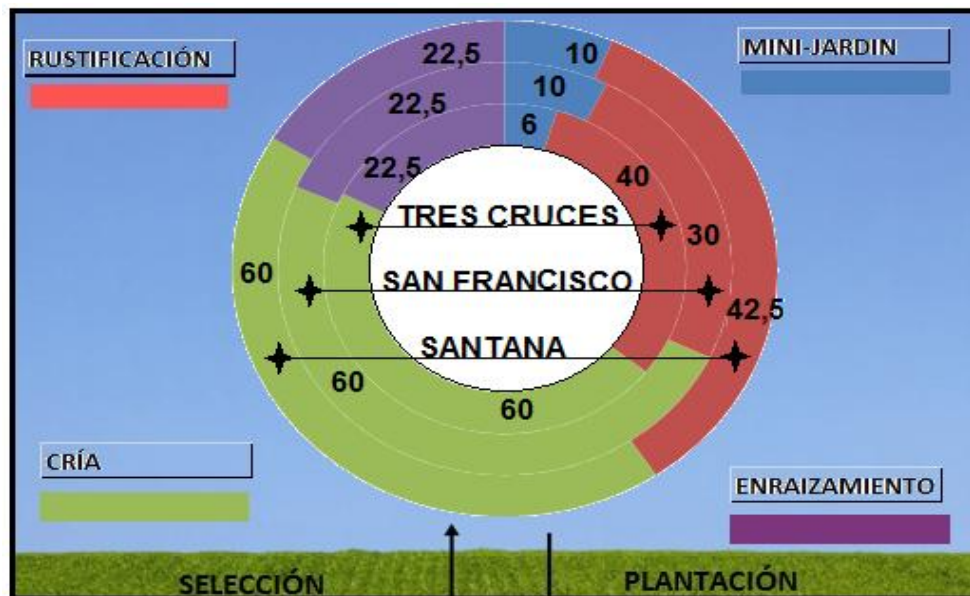 RUSTIFICACIÓN
MINI-JARDIN
22,5
10
22,5
10
22,5
6
40
TRES CRUCES
30
60
SAN FRANCISCO
42,5
SANTANA
60
60
CRÍA
ENRAIZAMIENTO
SELECCIÓN
PLANTACIÓN